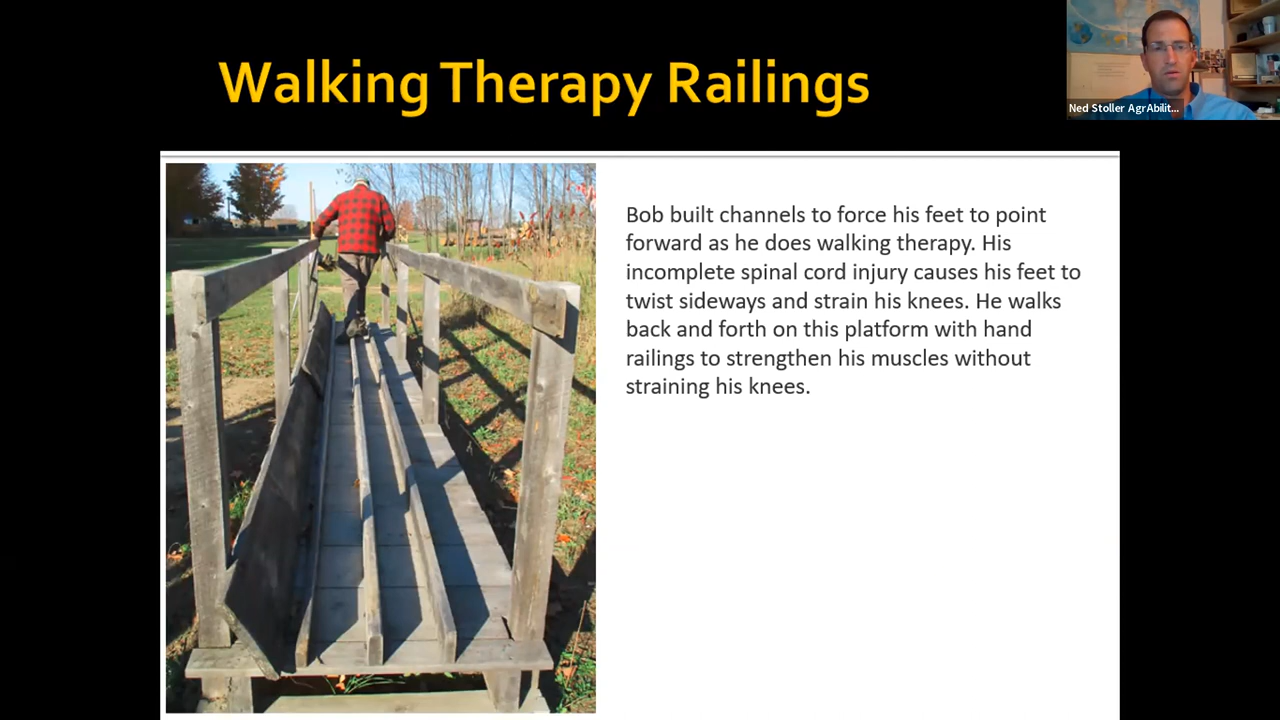 Walking Therapy Railings
Ned Stoller AgrAbilit...
Bob built channels to force his feet to point
forward as he does walking therapy. His
incomplete spinal cord injury causes his feet to
twist sideways and strain his knees. He walks
back and forth on this platform with hand
railings to strengthen his muscles without
straining his knees.